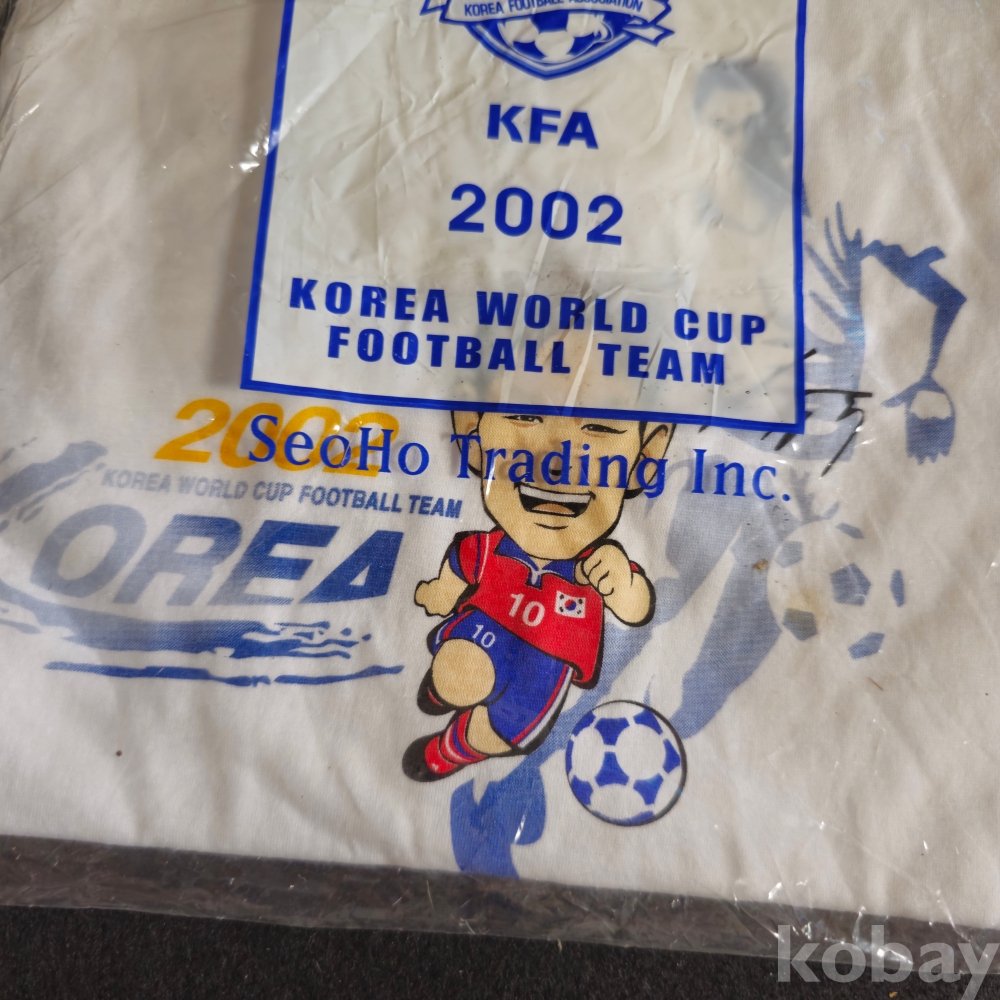 KOREA FOOTBALL ASSOCIATION
KFA
2002
KOREA WORLD CUP
FOOTBALL TEAM
SeoHo Trading Inc.
2002
KOREA WORLD CUP FOOTBALL TEAM
OREA
10
10
kobay